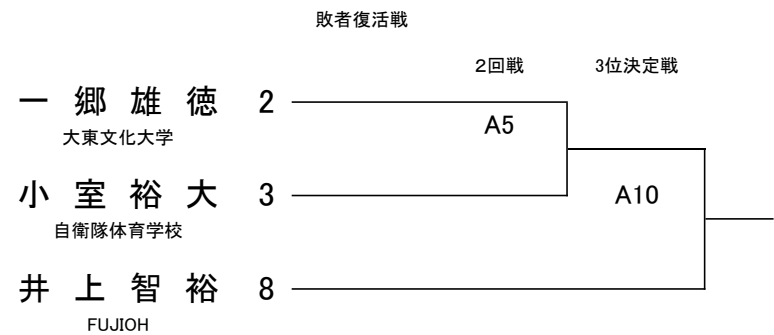 敗者復活戦
2回戦 3位決定戦
一郷雄徳 2
A5
大東文化大学
小室裕大 3
A10
自衛隊体育学校
井上智裕 8
FUJIOH